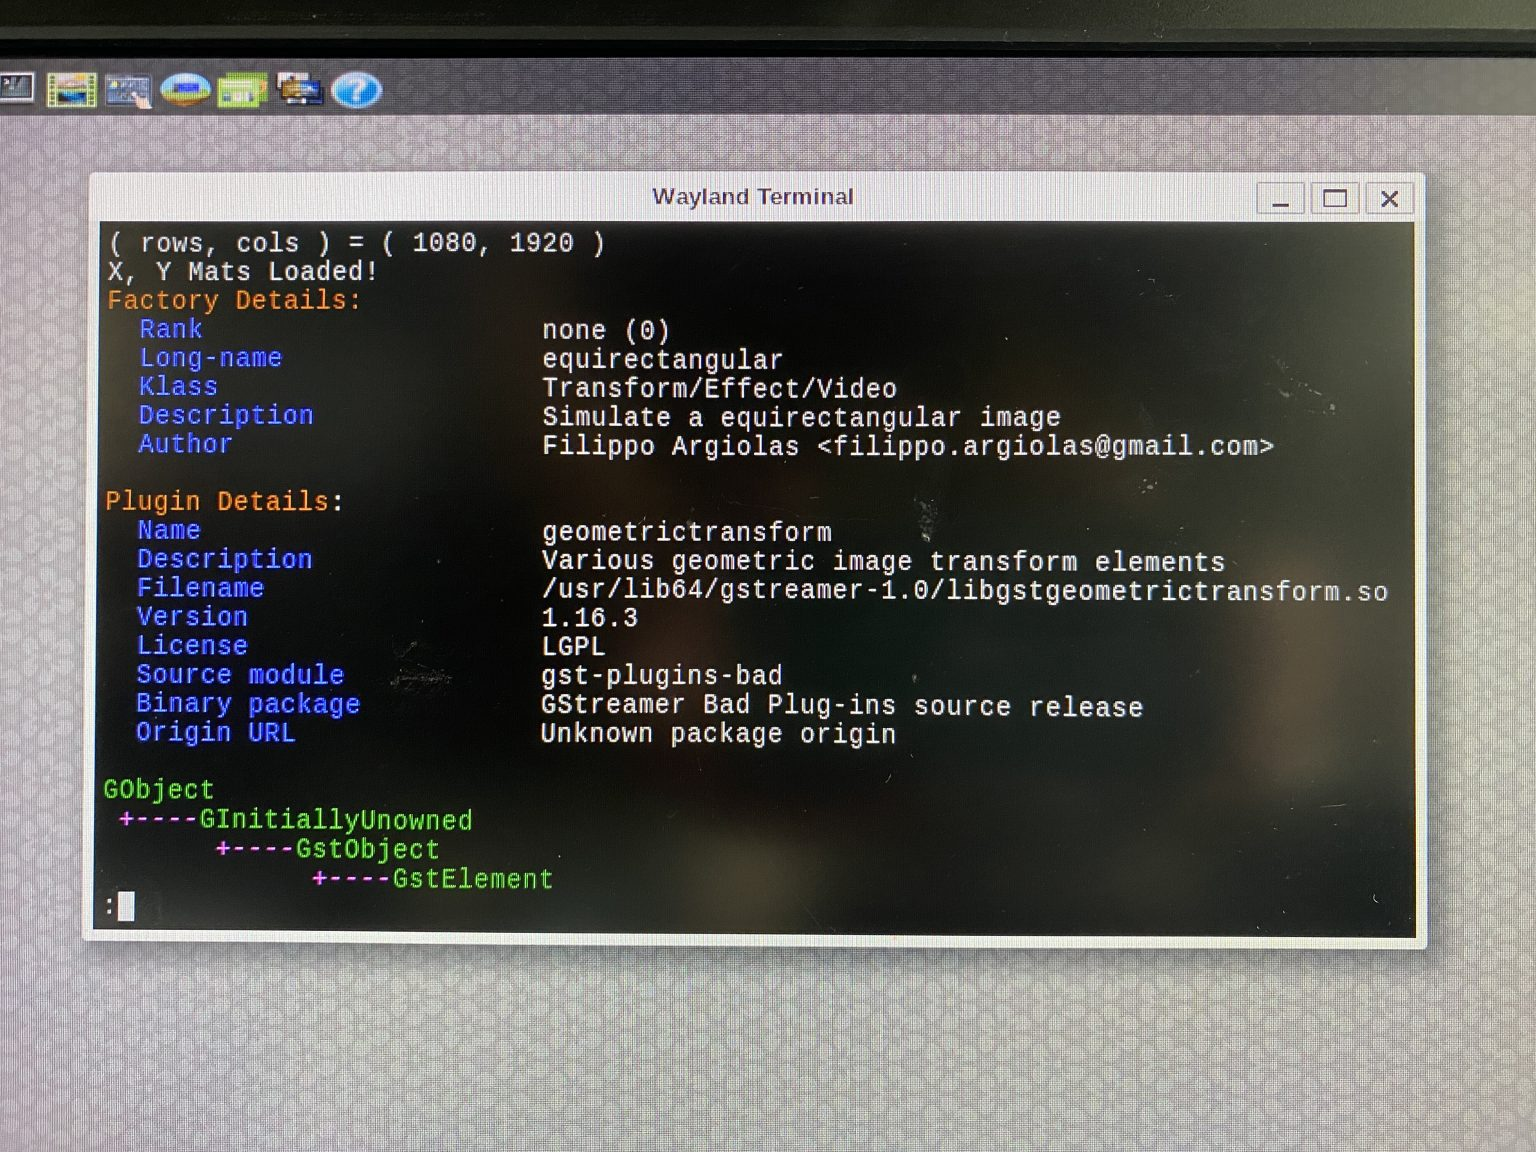 Wayland Terminal
( rows, cols ) = ( 1080, 1920 )
X, Y Mats Loaded!
Factory Details:
Rank none (0)
Long-name equirectangular
Klass Transform/Effect/Video
Description Simulate a equirectangular image
Author Filippo Argiolas <filippo.argiolas@gmail.com>
Plugin Details:
Name geometrictransform
Description Various geometric image transform elements
Filename /usr/lib64/gstreamer-1.0/libgstgeometrictransform.so
Version 1.16.3
License LGPL
Source module gst-plugins-bad
Binary package GStreamer Bad Plug-ins source release
Origin URL Unknown package origin
GObject
+----GInitiallyUnowned
+----GstObject
+----GstElement
: